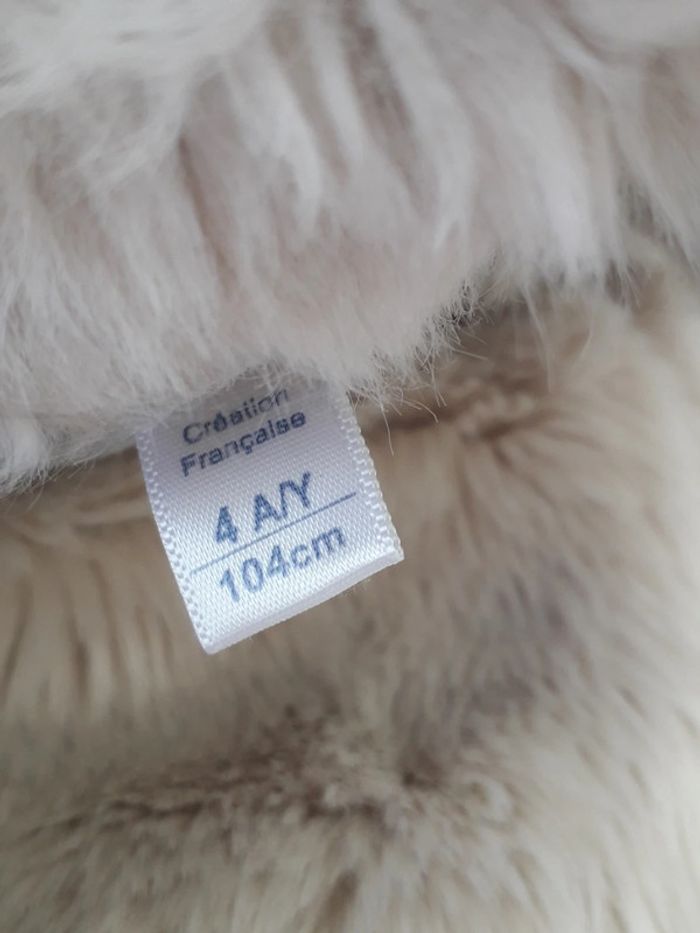 Création
Française
4 A/Y
104cm